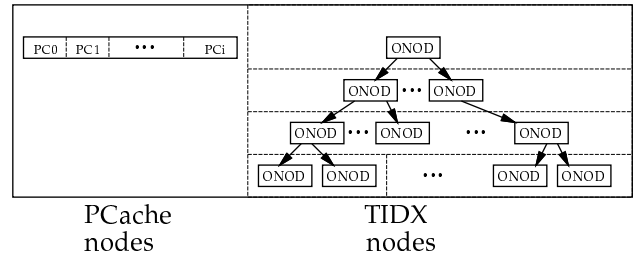 ONOD
PC0 PC1 ••• PCi
ONOD ••• ONOD
ONOD ••• ONOD ••• ONOD
ONOD ONOD ••• ONOD ONOD
PCache TIDX
nodes nodes